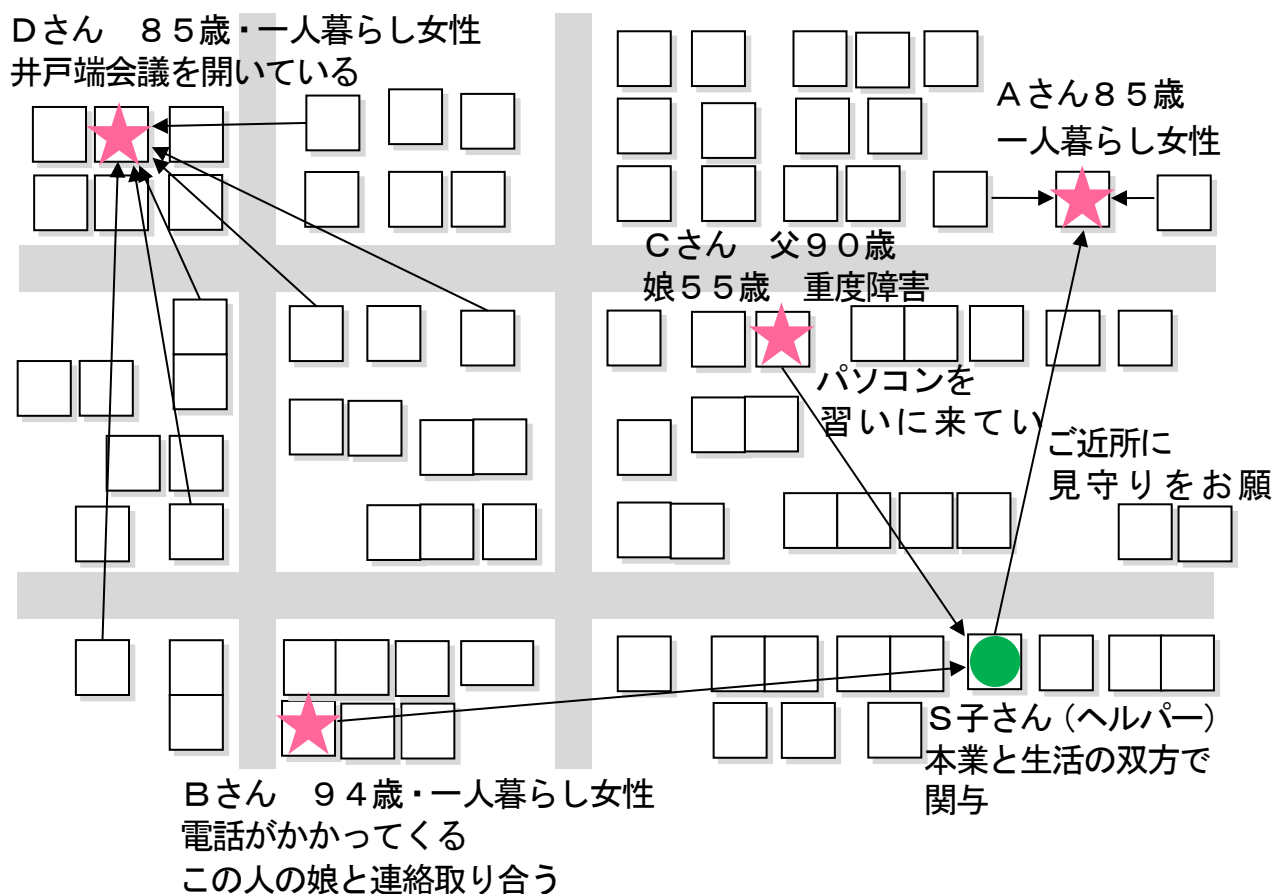 Dさん　８５歳・一人暮らし女性
井戸端会議を開いている
Aさん８５歳
一人暮らし女性
Cさん　父９０歳
娘５５歳　重度障害
パソコンを
習いに来てい
ご近所に
見守りをお願
S子さん（ヘルパー）
本業と生活の双方で
関与
Bさん　９４歳・一人暮らし女性
電話がかかってくる
この人の娘と連絡取り合う